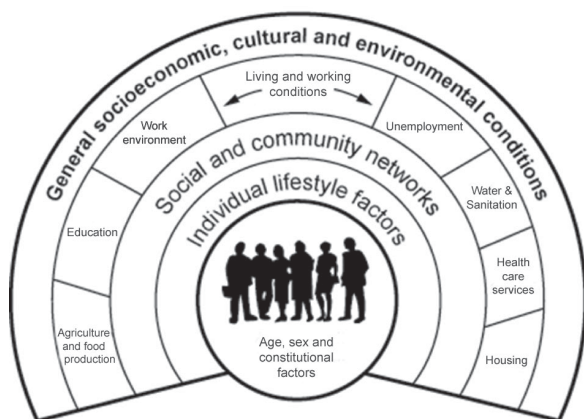 General socioeconomic, cultural and environmental conditions
Living and working
conditions
Work
environment
Unemployment
Social and community networks
Education
Water &
Sanitation
Individual lifestyle factors
Health
care
services
Agriculture
and food
production
Housing
Age, sex and
constitutional
factors